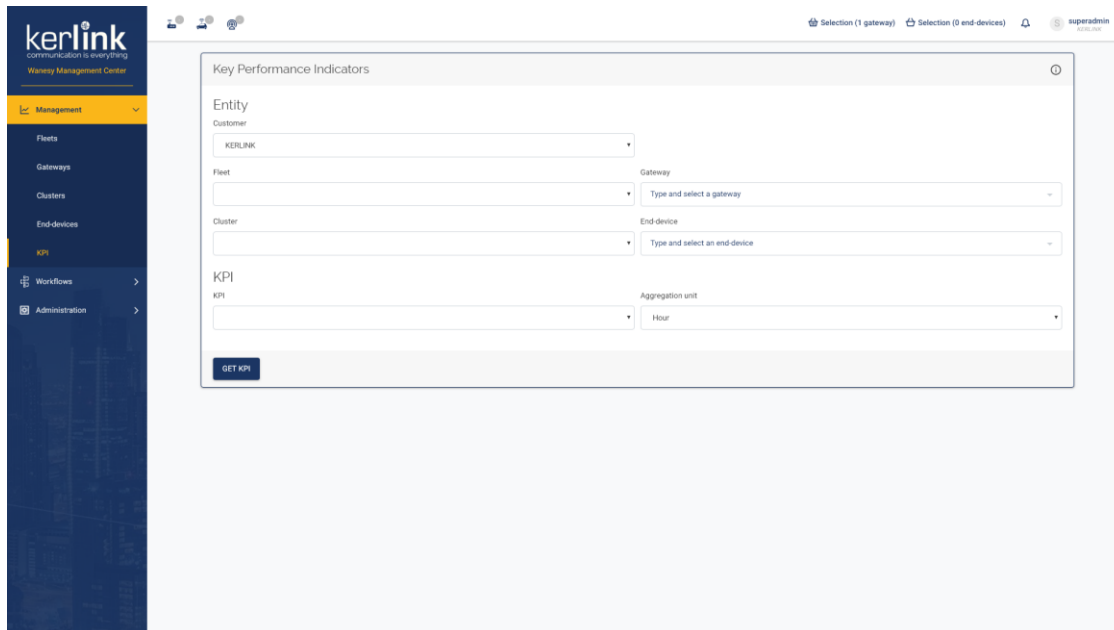 kerlink
communication is everything
Wanesy Management Center
Management
Fleets
Gateways
Clusters
End-devices
KPI
Workflows
Administration
Selection (1 gateway) Selection (0 end-devices) S superadmin
KERLINK
Key Performance Indicators
Entity
Customer
KERLINK
Fleet Gateway
Type and select a gateway
Cluster End-device
Type and select an end-device
KPI
KPI Aggregation unit
Hour
GET KPI